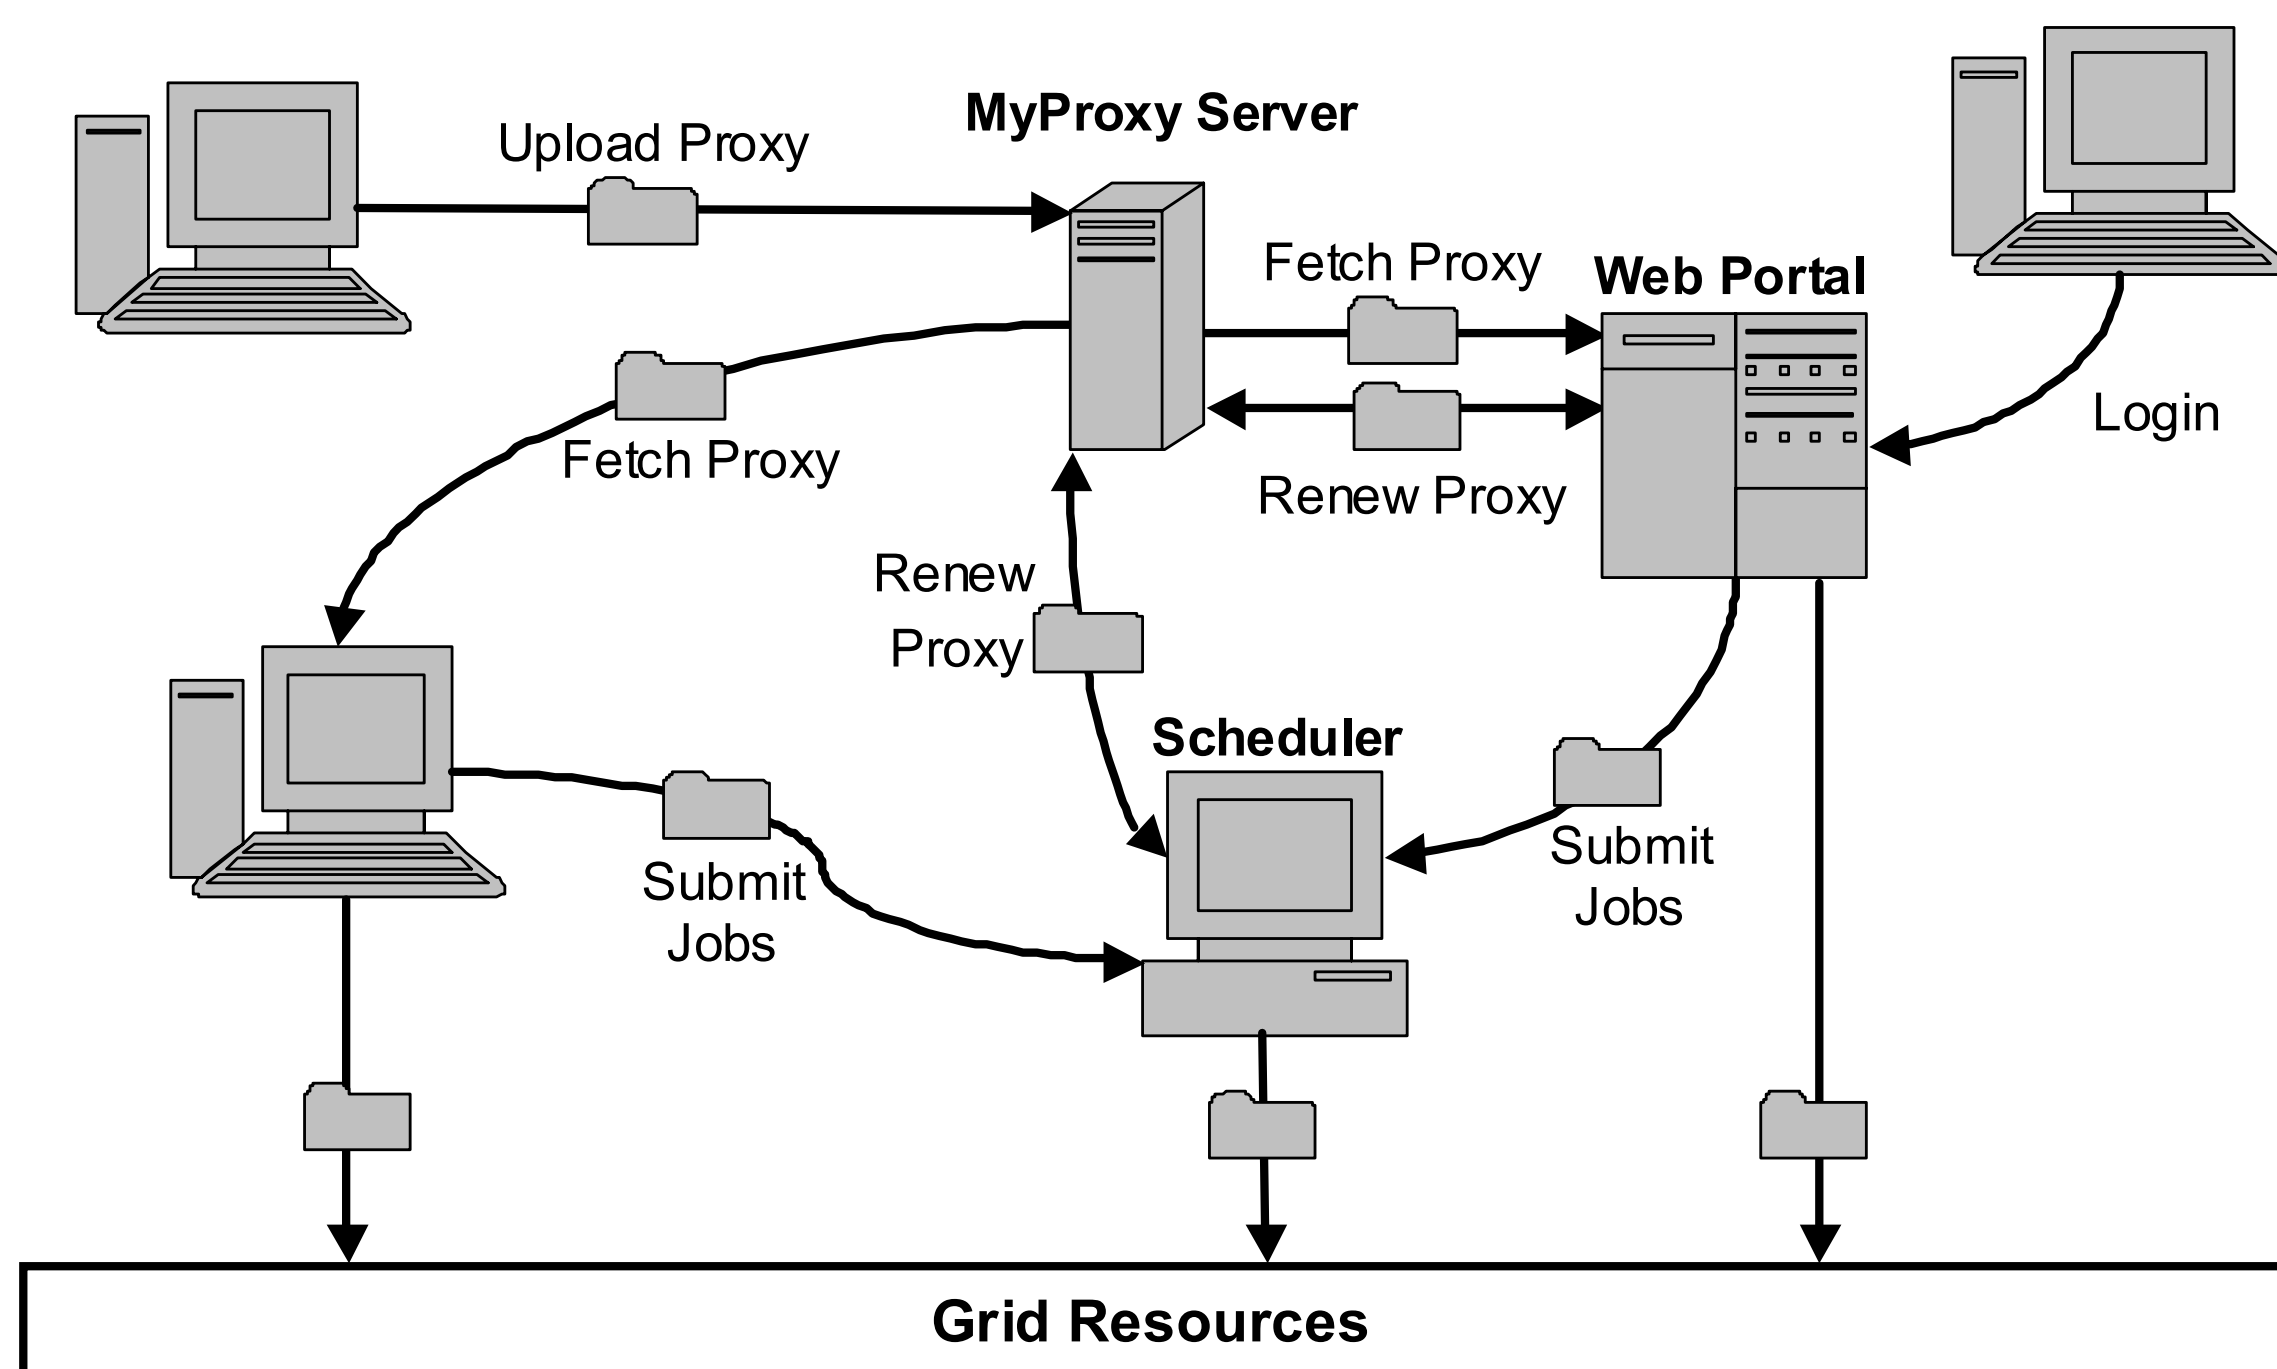 MyProxy Server
Upload Proxy
Fetch Proxy
Web Portal
Login
Fetch Proxy
Renew Proxy
Renew
Proxy
Scheduler
Submit
Jobs
Submit
Jobs
Grid Resources